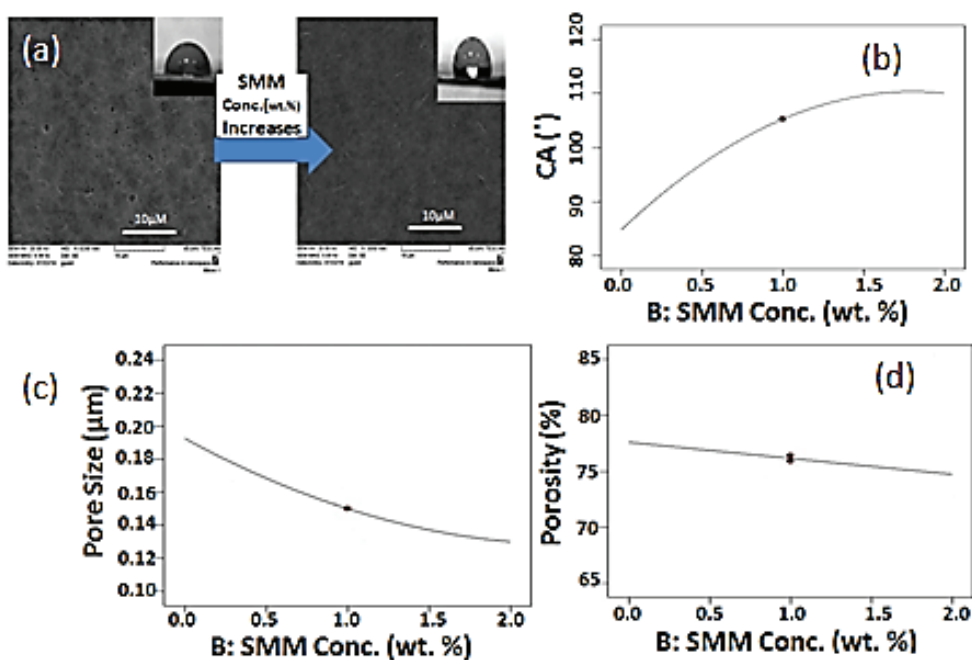 (a)
SMM
Conc.[wt.%]
Increases
10μM
10μM
(b)
CA (°)
120
110
100
90
80
0.0 0.5 1.0 1.5 2.0
B: SMM Conc. (wt. %)
(c)
Pore Size (μm)
0.24
0.22
0.20
0.18
0.16
0.14
0.12
0.10
0.0 0.5 1.0 1.5 2.0
B: SMM Conc. (wt. %)
(d)
Porosity (%)
85
80
75
70
65
0.0 0.5 1.0 1.5 2.0
B: SMM Conc. (wt. %)